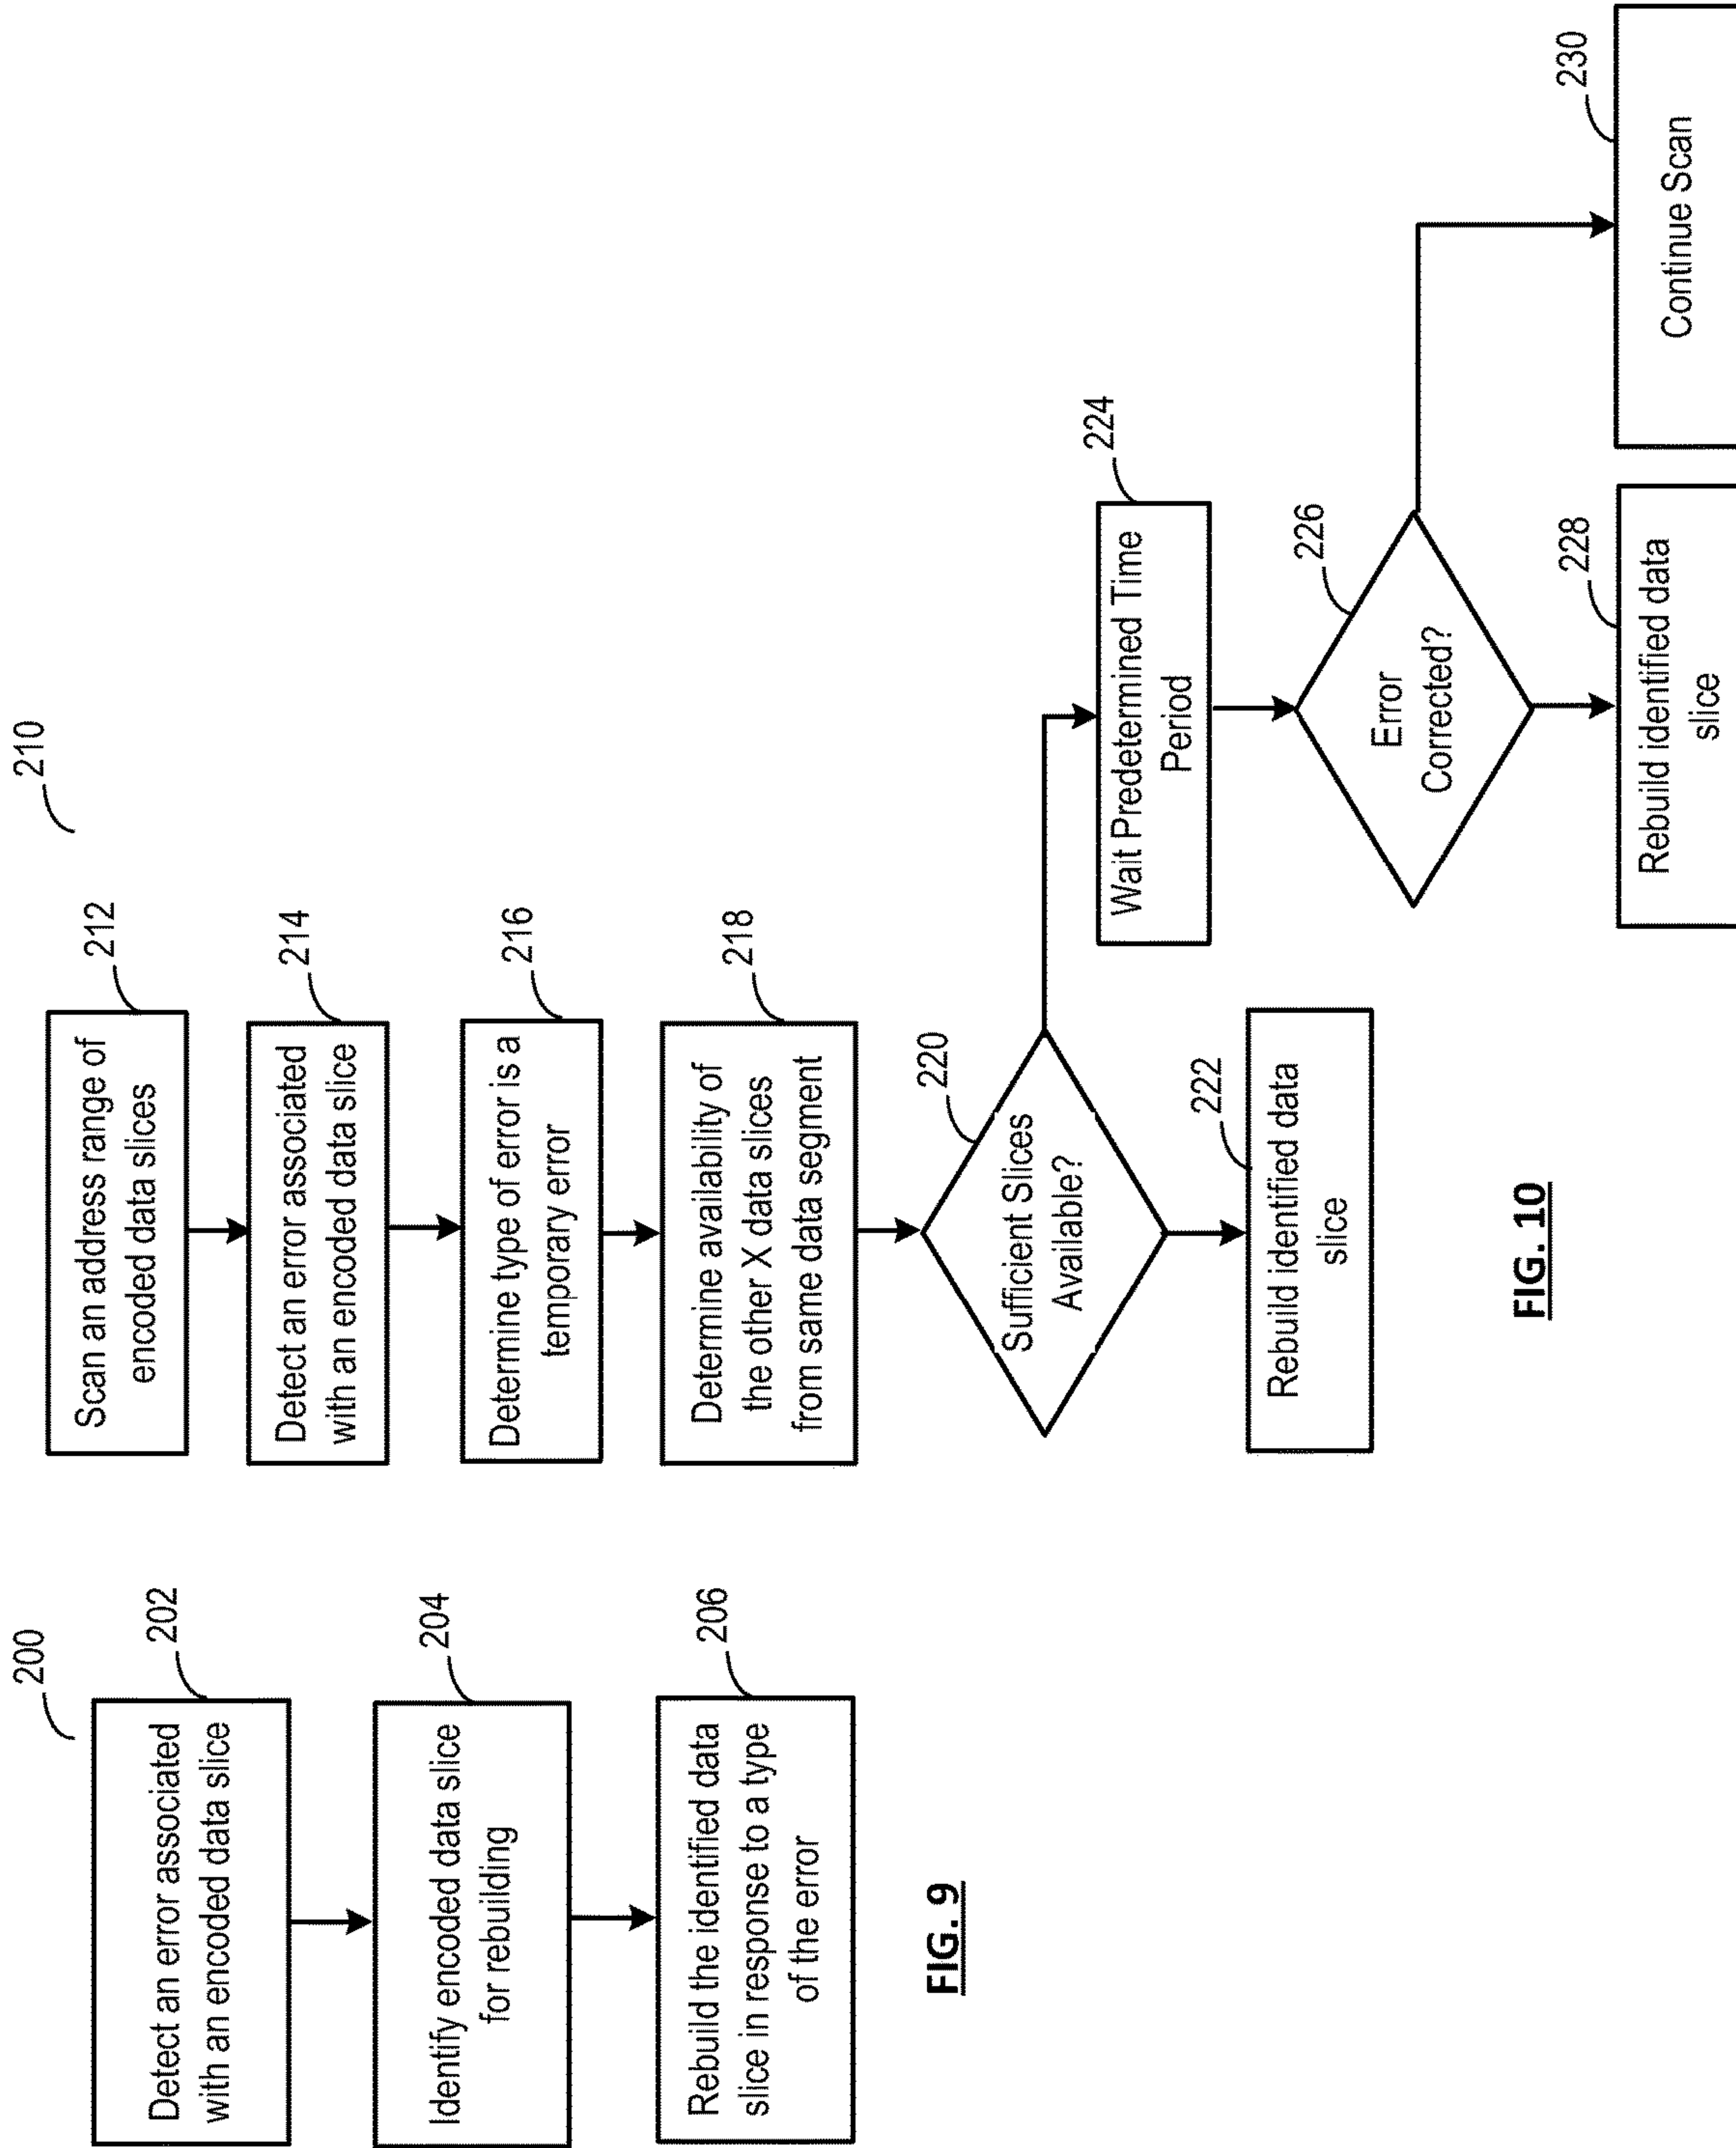 200
202
Detect an error associated
with an encoded data slice
204
Identify encoded data slice
for rebuilding
206
Rebuild the identified data
slice in response to a type
of the error
FIG. 9
210
212
Scan an address range of
encoded data slices
214
Detect an error associated
with an encoded data slice
216
Determine type of error is a
temporary error
218
Determine availability of
the other X data slices
from same data segment
220
Sufficient Slices
Available?
222
Rebuild identified data
slice
224
Wait Predetermined Time
Period
226
Error
Corrected?
228
Rebuild identified data
slice
230
Continue Scan
FIG. 10